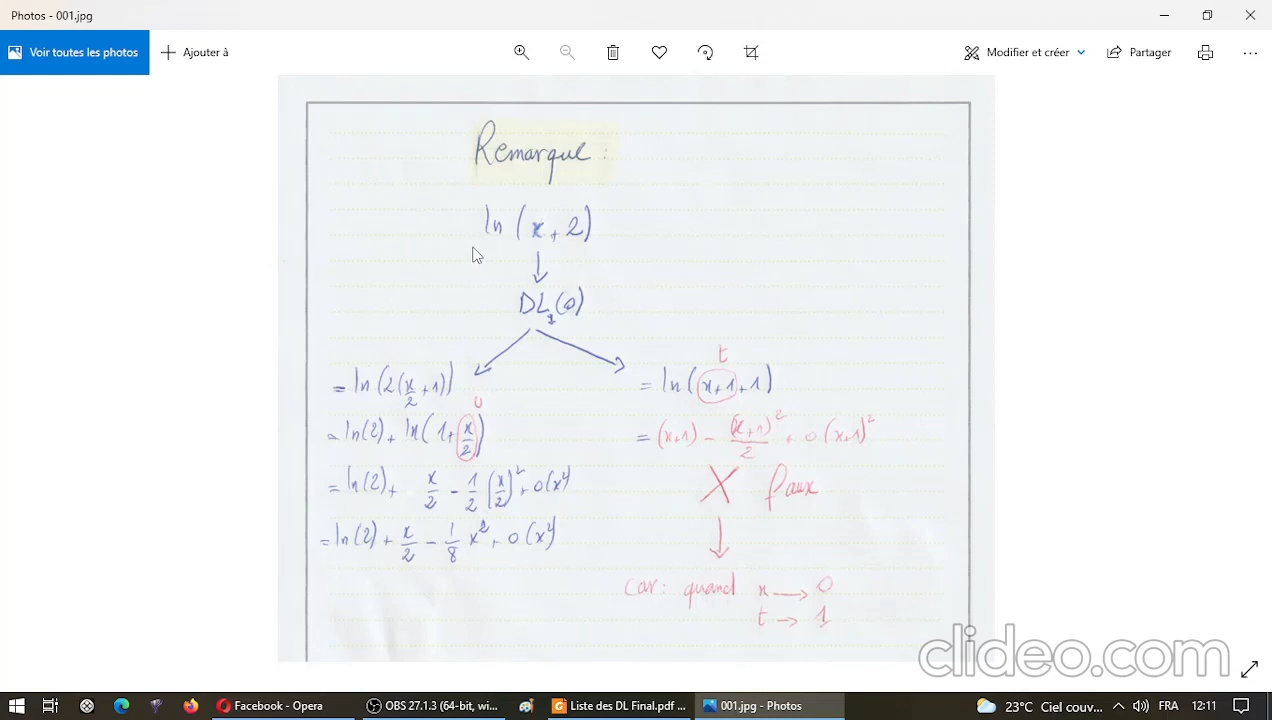 Photos - 001.jpg
Voir toutes les photos
Ajouter à
Modifier et créer
Partager
Remarque :
ln (x + 2)
DL₂(0)
= ln(2(x/2 + 1))
= ln(2) + ln(1 + x/2)
u
= ln(2) + x/2 - 1/2 (x/2)² + o(x²)
= ln(2) + x/2 - 1/8 x² + o(x²)
t
= ln(x+1+1)
= (x+1) - (x+1)²/2 + o(x+1)²
X faux
car : quand x → 0
t → 1
clideo.com
Facebook - Opera
OBS 27.1.3 (64-bit, wi...
Liste des DL Final.pdf ...
001.jpg - Photos
23°C Ciel couv...
FRA
12:11